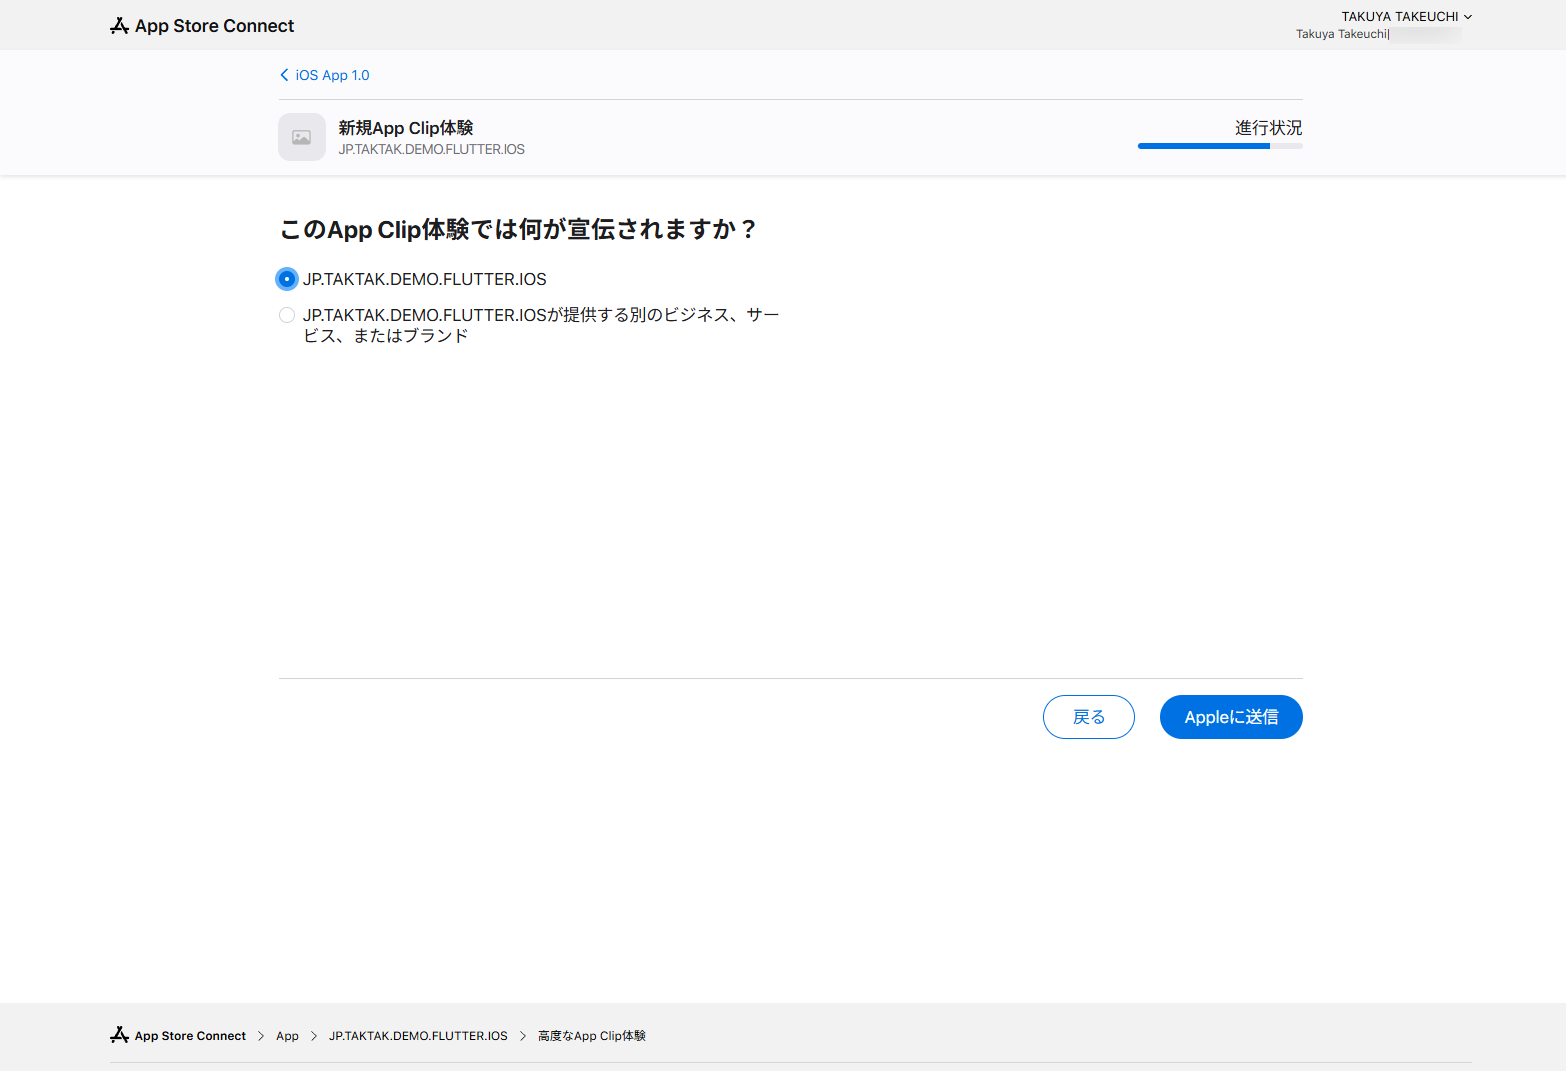 App Store Connect
TAKUYA TAKEUCHI
Takuya Takeuchi|
iOS App 1.0
新規App Clip体験
JP.TAKTAK.DEMO.FLUTTER.IOS
進行状況
このApp Clip体験では何が宣伝されますか？
JP.TAKTAK.DEMO.FLUTTER.IOS
JP.TAKTAK.DEMO.FLUTTER.IOSが提供する別のビジネス、サー
ビス、またはブランド
戻る
Appleに送信
App Store Connect > App > JP.TAKTAK.DEMO.FLUTTER.IOS > 高度なApp Clip体験